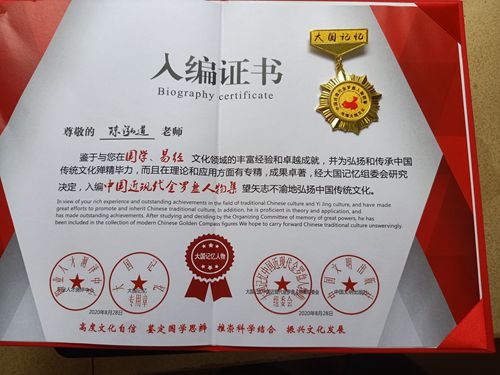 大国记忆
入编证书
Biography certificate
尊敬的 老师
鉴于与您在国学、易经 文化领域的丰富经验和卓越成就，并为弘扬和传承中国
传统文化殚精毕力，而且在理论和应用方面有专精，成果卓著，经大国记忆组委会研究
决定，入编中国近现代金罗盘人物集 望矢志不渝地弘扬中国传统文化。
In view of your rich experience and outstanding achievements in the field of traditional Chinese culture and Yi Jing culture, and have made
great efforts to promote and inherit Chinese traditional culture, In addition, he is proficient in theory and application, and
has made outstanding achievements. After studying and deciding by the Organizing Committee of memory of great powers, he has
been included in the collection of modern Chinese Golden Compass figures We hope to carry forward Chinese traditional culture unswervingly.
大国记忆人物
大国记忆
专用章
组委会
2020年8月28日
2020年8月28日
高度文化自信 鉴定国学思辨 推崇科学结合 振兴文化发展